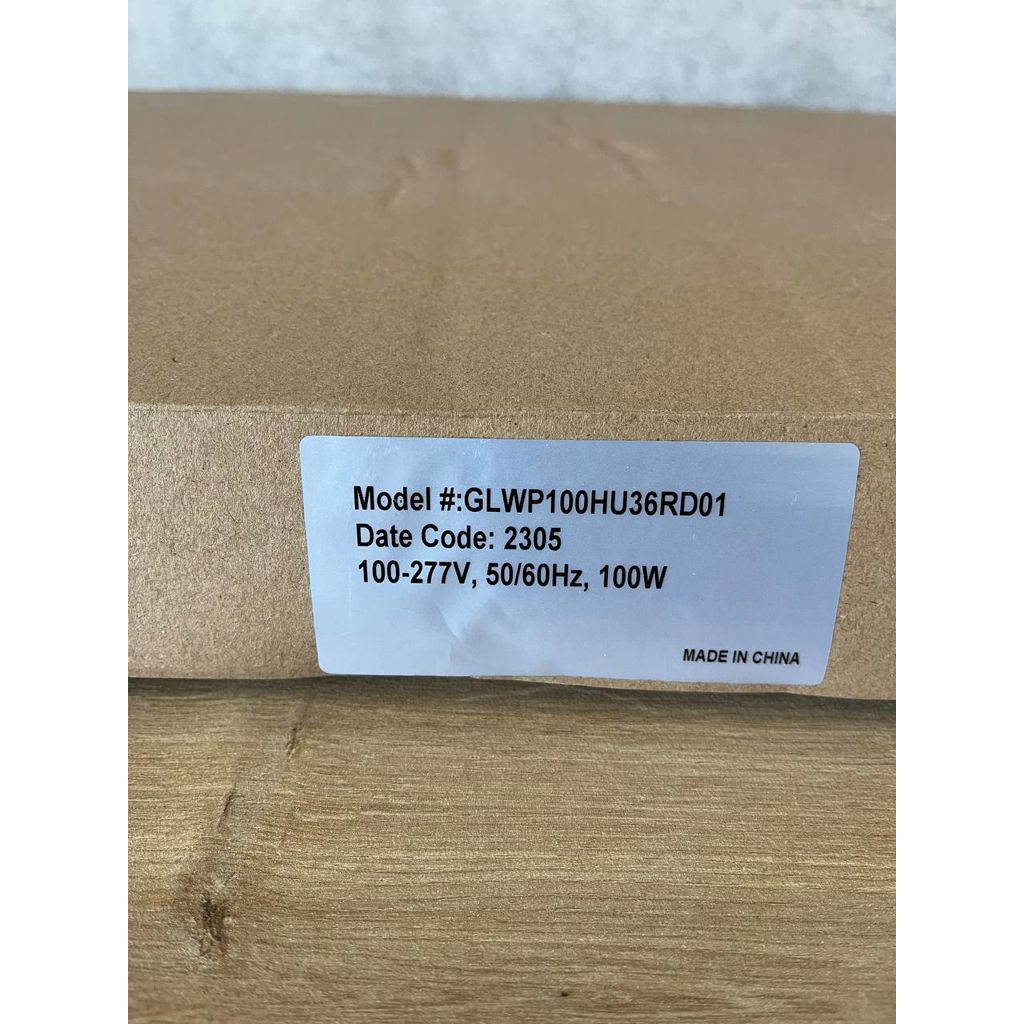 Model #:GLWP100HU36RD01
Date Code: 2305
100-277V, 50/60Hz, 100W
MADE IN CHINA